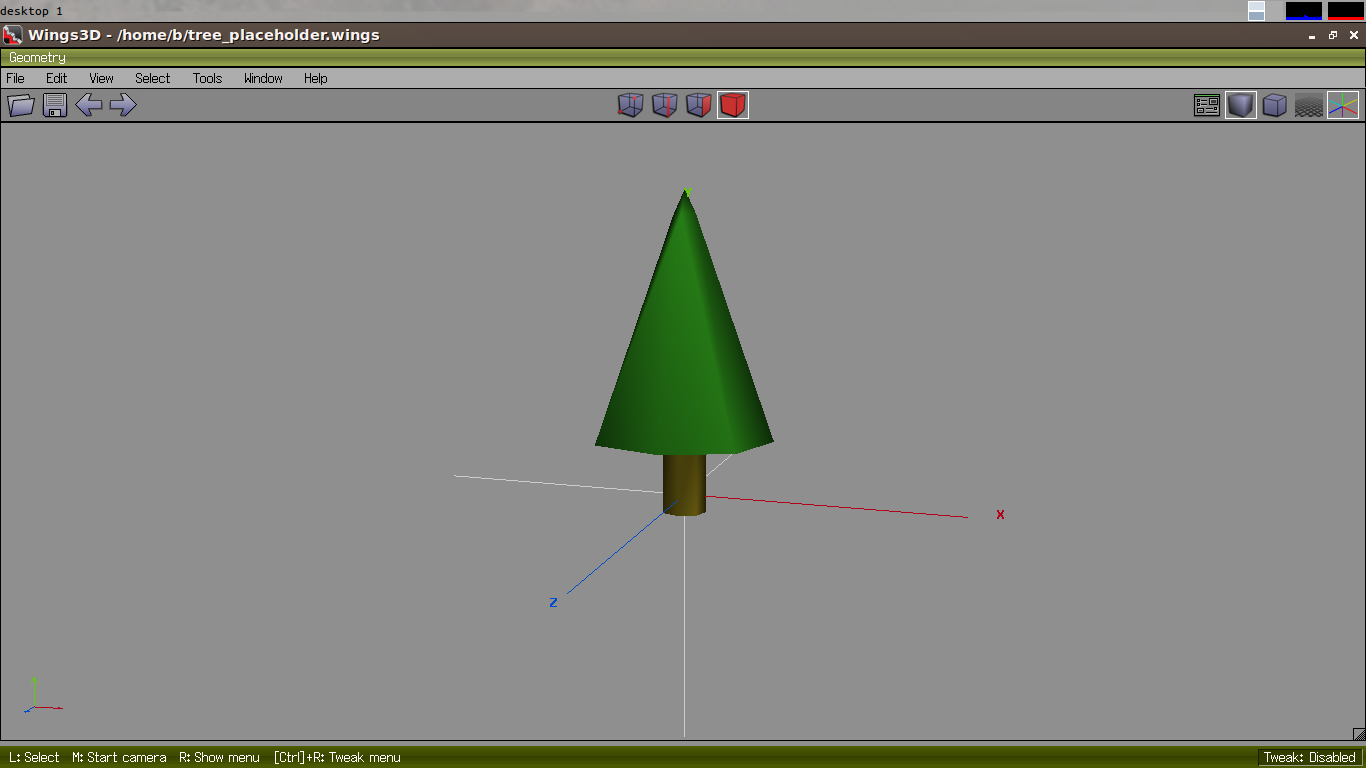 desktop 1
Wings3D - /home/b/tree_placeholder.wings
Geometry
File Edit View Select Tools Window Help
Y
X
Z
L: Select M: Start camera R: Show menu [Ctrl]+R: Tweak menu Tweak: Disabled